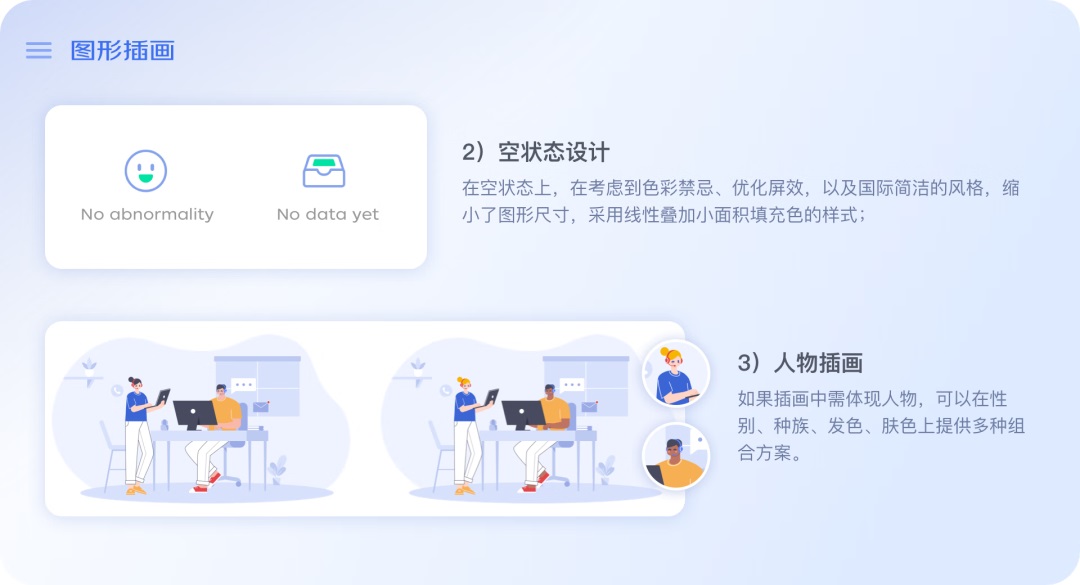 图形插画
No abnormality
No data yet
2）空状态设计
在空状态上，在考虑到色彩禁忌、优化屏效，以及国际简洁的风格，缩
小了图形尺寸，采用线性叠加小面积填充色的样式；
3）人物插画
如果插画中需体现人物，可以在性
别、种族、发色、肤色上提供多种组
合方案。